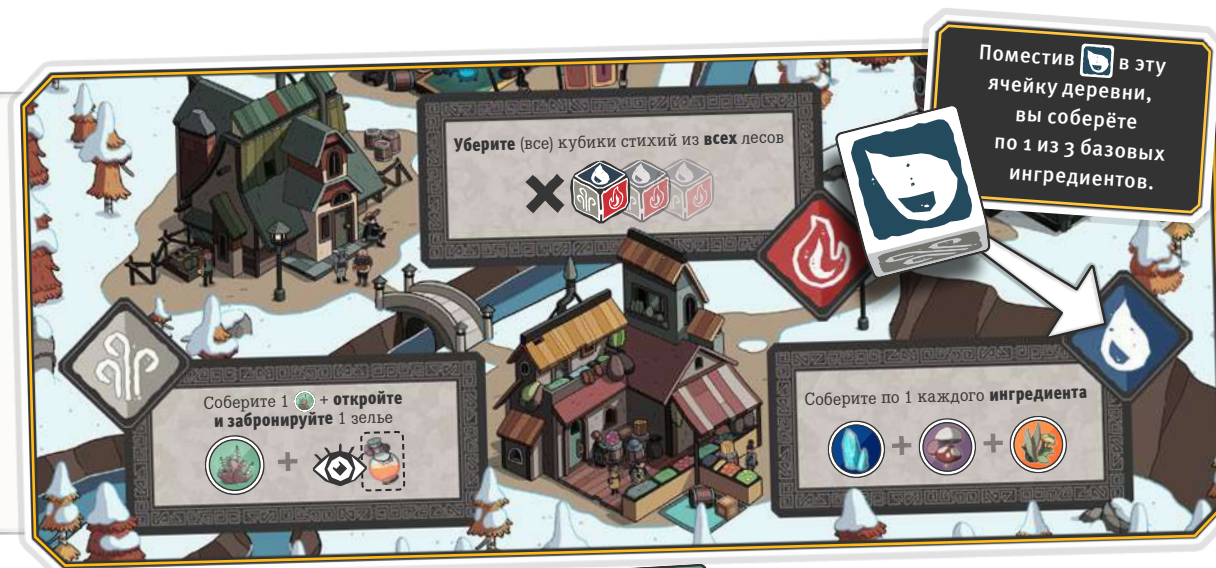 Поместив в эту
ячейку деревни,
вы соберёте
по 1 из 3 базовых
ингредиентов.
Уберите (все) кубики стихий из всех лесов
Соберите 1 + откройте
и забронируйте 1 зелье
+
Соберите по 1 каждого ингредиента
+ +